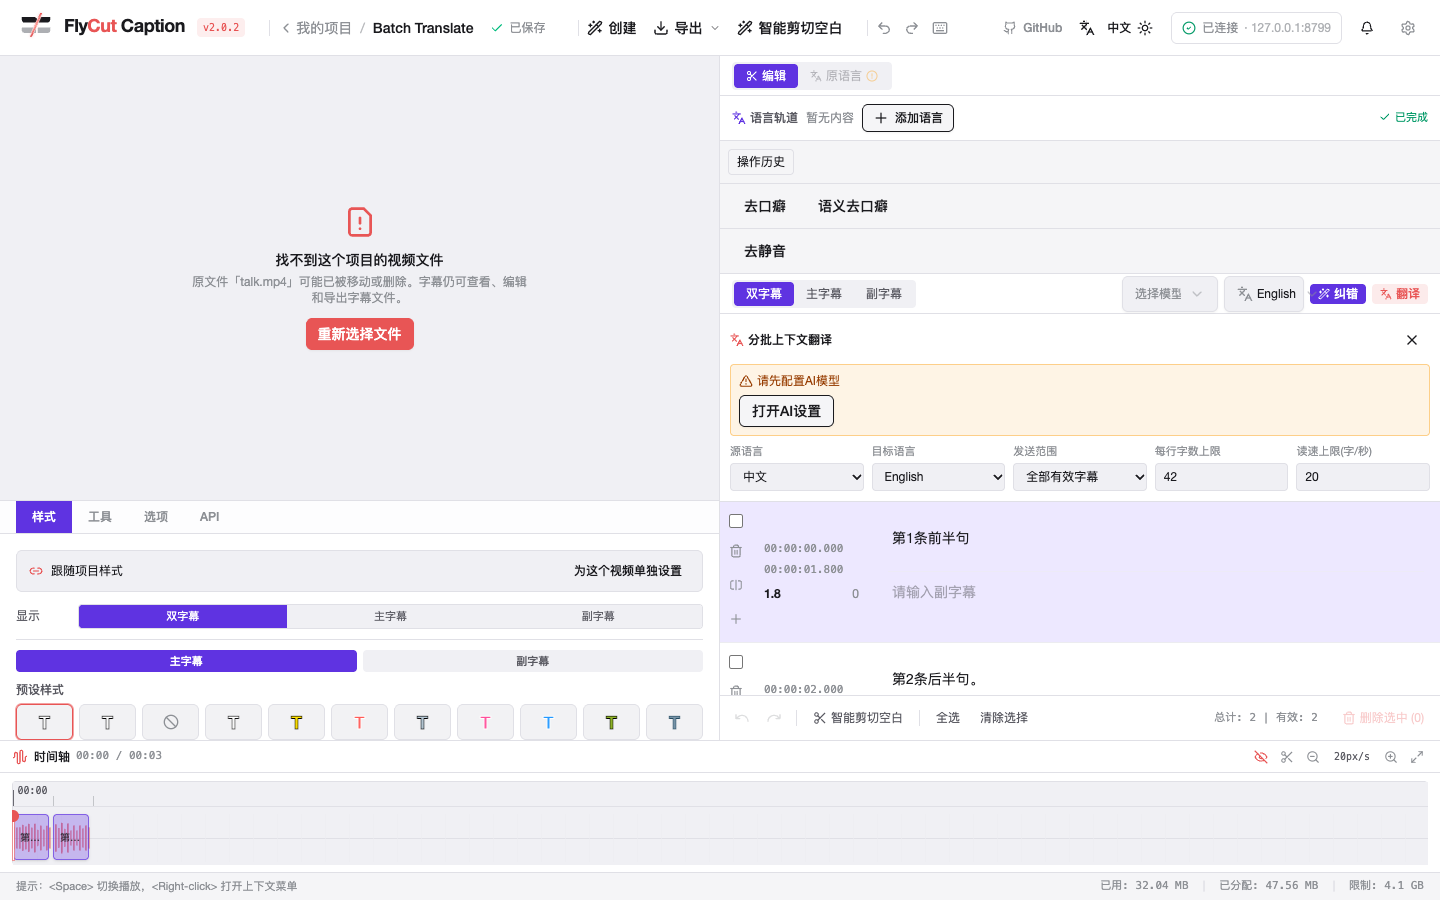 FlyCut Caption v2.0.2 我的项目 / Batch Translate 已保存 创建 导出 智能剪切空白 GitHub 中文 已连接 · 127.0.0.1:8799
找不到这个项目的视频文件
原文件「talk.mp4」可能已被移动或删除。字幕仍可查看、编辑
和导出字幕文件。
重新选择文件
样式 工具 选项 API
跟随项目样式 为这个视频单独设置
显示 双字幕 主字幕 副字幕
主字幕 副字幕
预设样式
T T T T T T T T T T
编辑 原语言
语言轨道 暂无内容 添加语言 已完成
操作历史
去口癖 语义去口癖
去静音
双字幕 主字幕 副字幕 选择模型 English 纠错 翻译
分批上下文翻译
请先配置AI模型
打开AI设置
源语言 目标语言 发送范围 每行字数上限 读速上限(字/秒)
中文 English 全部有效字幕 42 20
第1条前半句
00:00:00.000
00:00:01.800
1.8 0 请输入副字幕
第2条后半句。
00:00:02.000
智能剪切空白 全选 清除选择 总计: 2 | 有效: 2 删除选中 (0)
时间轴 00:00 / 00:03 20px/s
00:00
第... 第...
提示: <Space> 切换播放, <Right-click> 打开上下文菜单 已用: 32.04 MB 已分配: 47.56 MB 限制: 4.1 GB